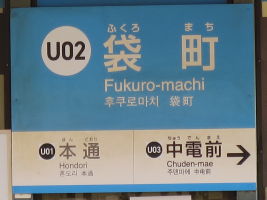 ふくろ まち
U02 袋町
Fukuro-machi
후쿠로마치 袋町
ほん どおり
U01 本通
Hondori
혼도리 本通
ちゅう でん まえ
U03 中電前
Chuden-mae
주덴마에 中电前